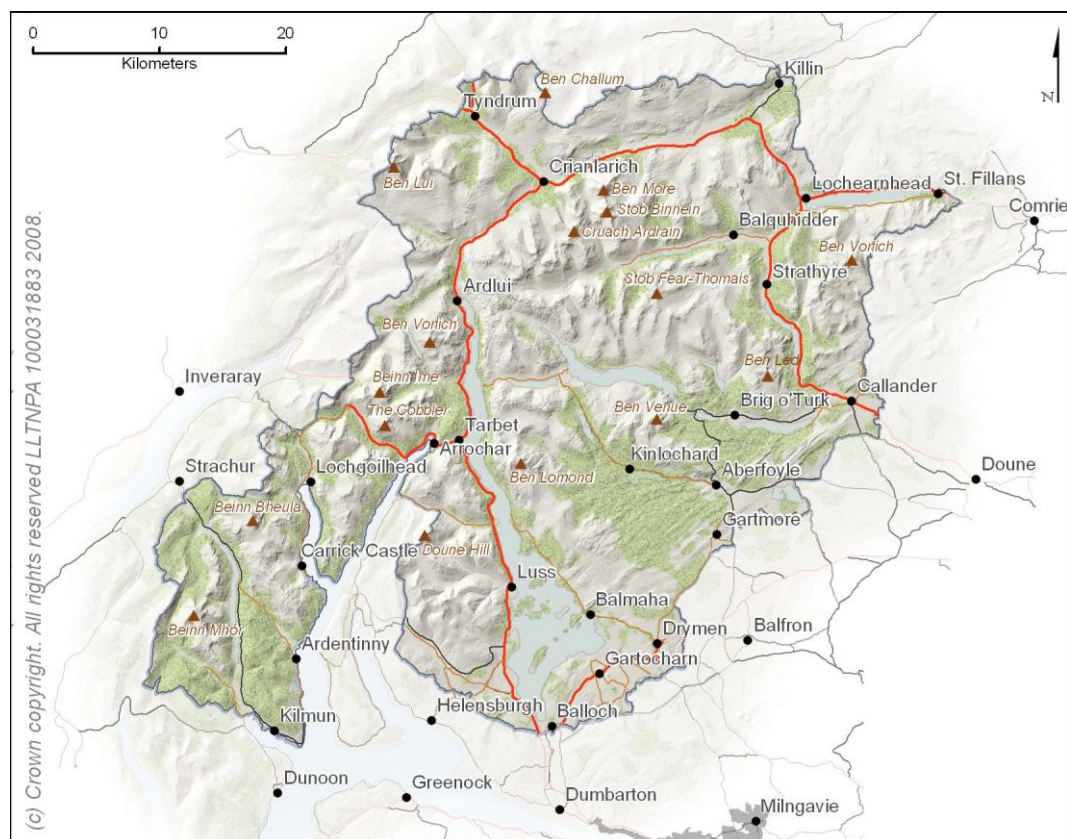 0 10 20
Kilometers
N
Killin
Ben Challum
Tyndrum
Crianlarich
Ben Lui
Ben More
Lochearnhead
St. Fillans
Stob Binnein
Comrie
Cruach Ardrain
Balquhidder
Ben Vorlich
Strathyre
Stob Fear-Thomais
Ardlui
Ben Vorlich
Ben Led
Inveraray
Beinn Ime
Callander
The Cobbler
Ben Venue
Brig o'Turk
Tarbet
Arrochar
Strachur
Lochgoilhead
Kinlochard
Ben Lomond
Aberfoyle
Doune
Beinn Bheula
Gartmore
Doune Hill
Carrick Castle
Luss
Beinn Mhór
Balmaha
Drymen
Balfron
Ardentinny
Gartocharn
Helensburgh
Balloch
Kilmun
Dunoon
Greenock
Dumbarton
Milngavie
(c) Crown copyright. All rights reserved LLTNPA 100031883 2008.